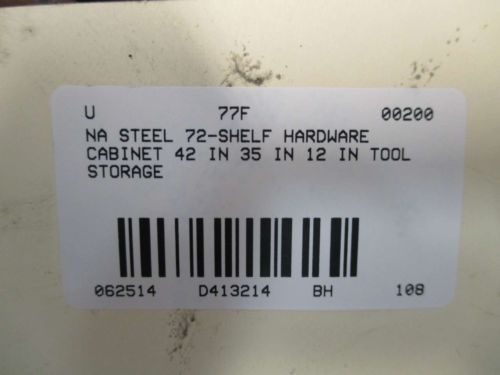 U 77F 00200
NA STEEL 72-SHELF HARDWARE
CABINET 42 IN 35 IN 12 IN TOOL
STORAGE
062514 D413214 BH 108